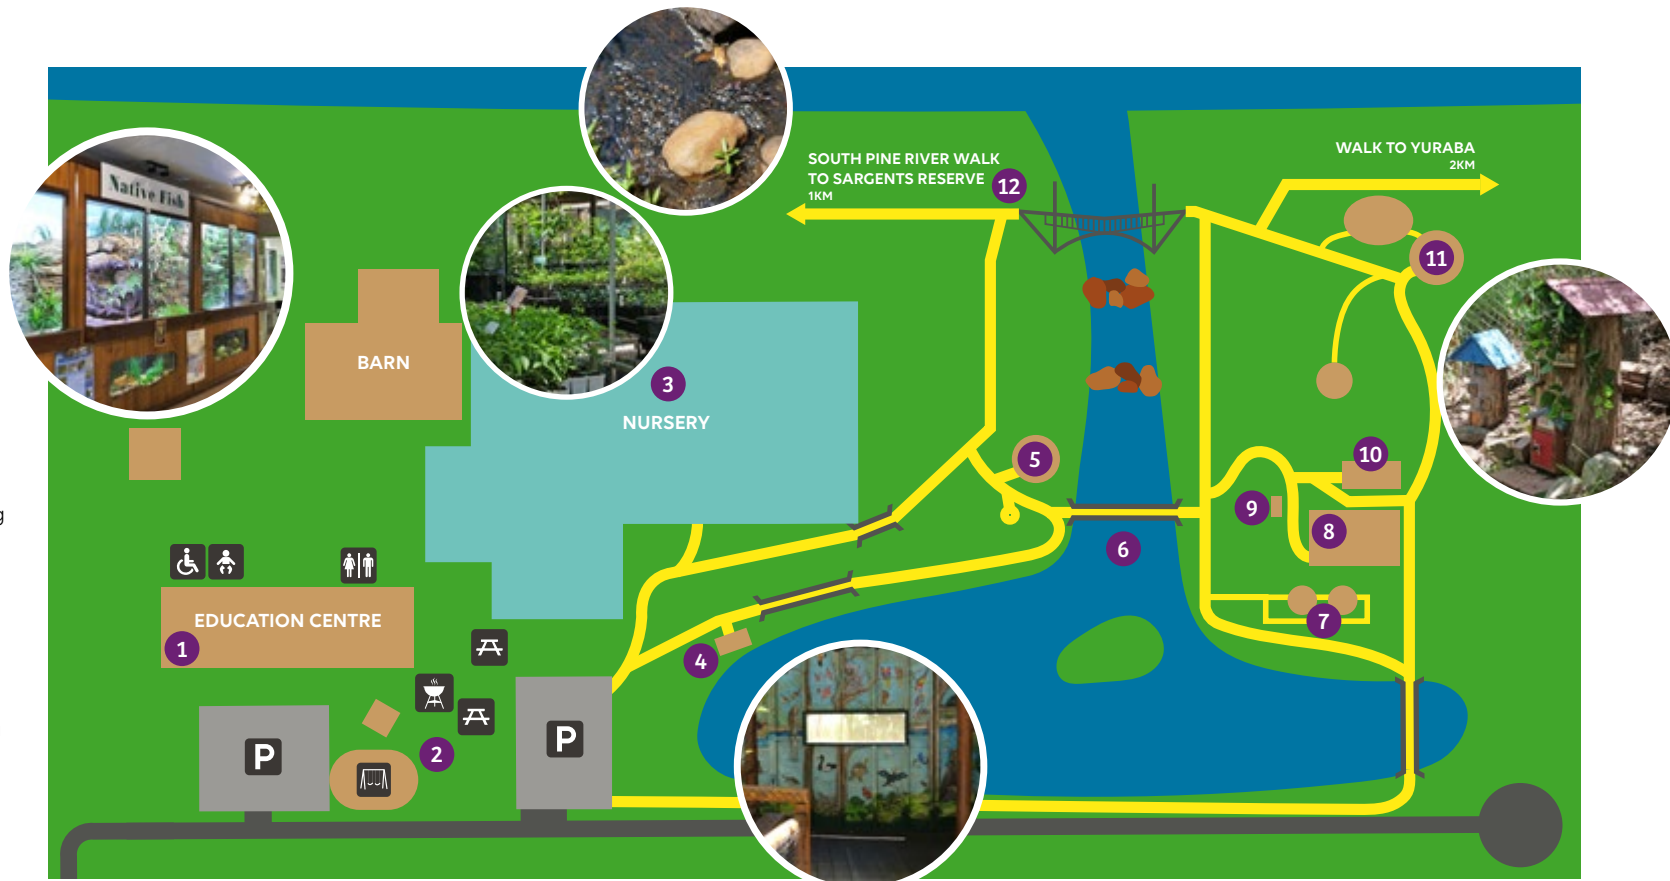 SOUTH PINE RIVER WALK
TO SARGENTS RESERVE
1KM
12
WALK TO YURABA
2KM
Native Fish
11
BARN
3
NURSERY
5
10
9
8
6
g
EDUCATION CENTRE
1
7
4
P
P
2